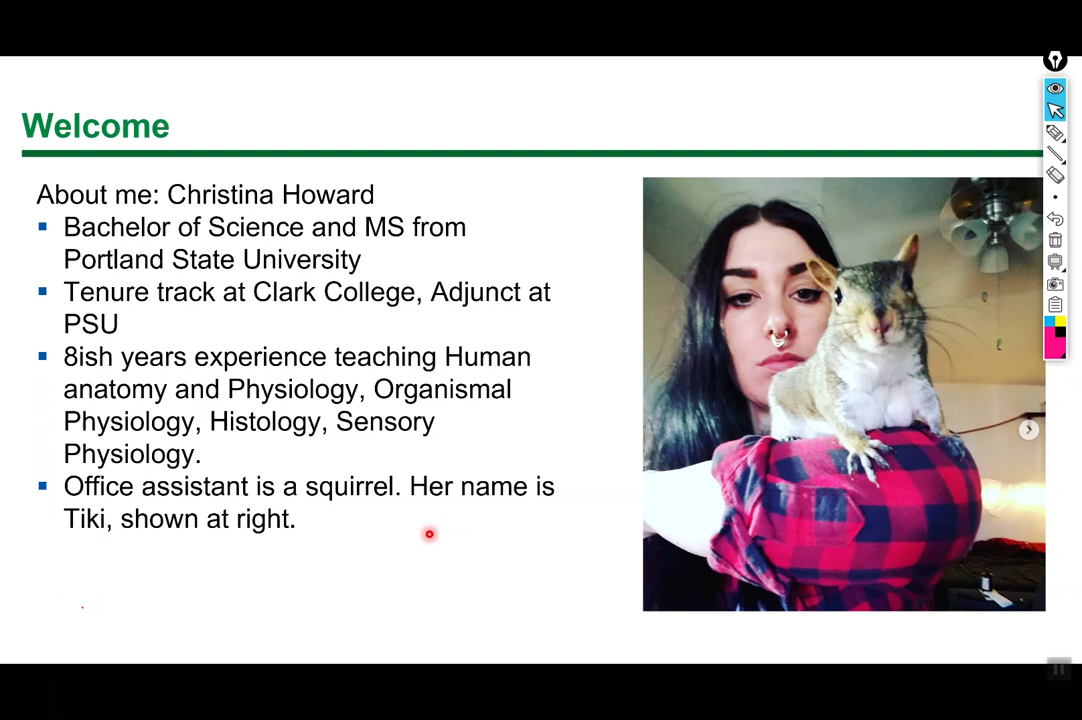 Welcome
About me: Christina Howard
Bachelor of Science and MS from
Portland State University
Tenure track at Clark College, Adjunct at
PSU
8ish years experience teaching Human
anatomy and Physiology, Organismal
Physiology, Histology, Sensory
Physiology.
Office assistant is a squirrel. Her name is
Tiki, shown at right.